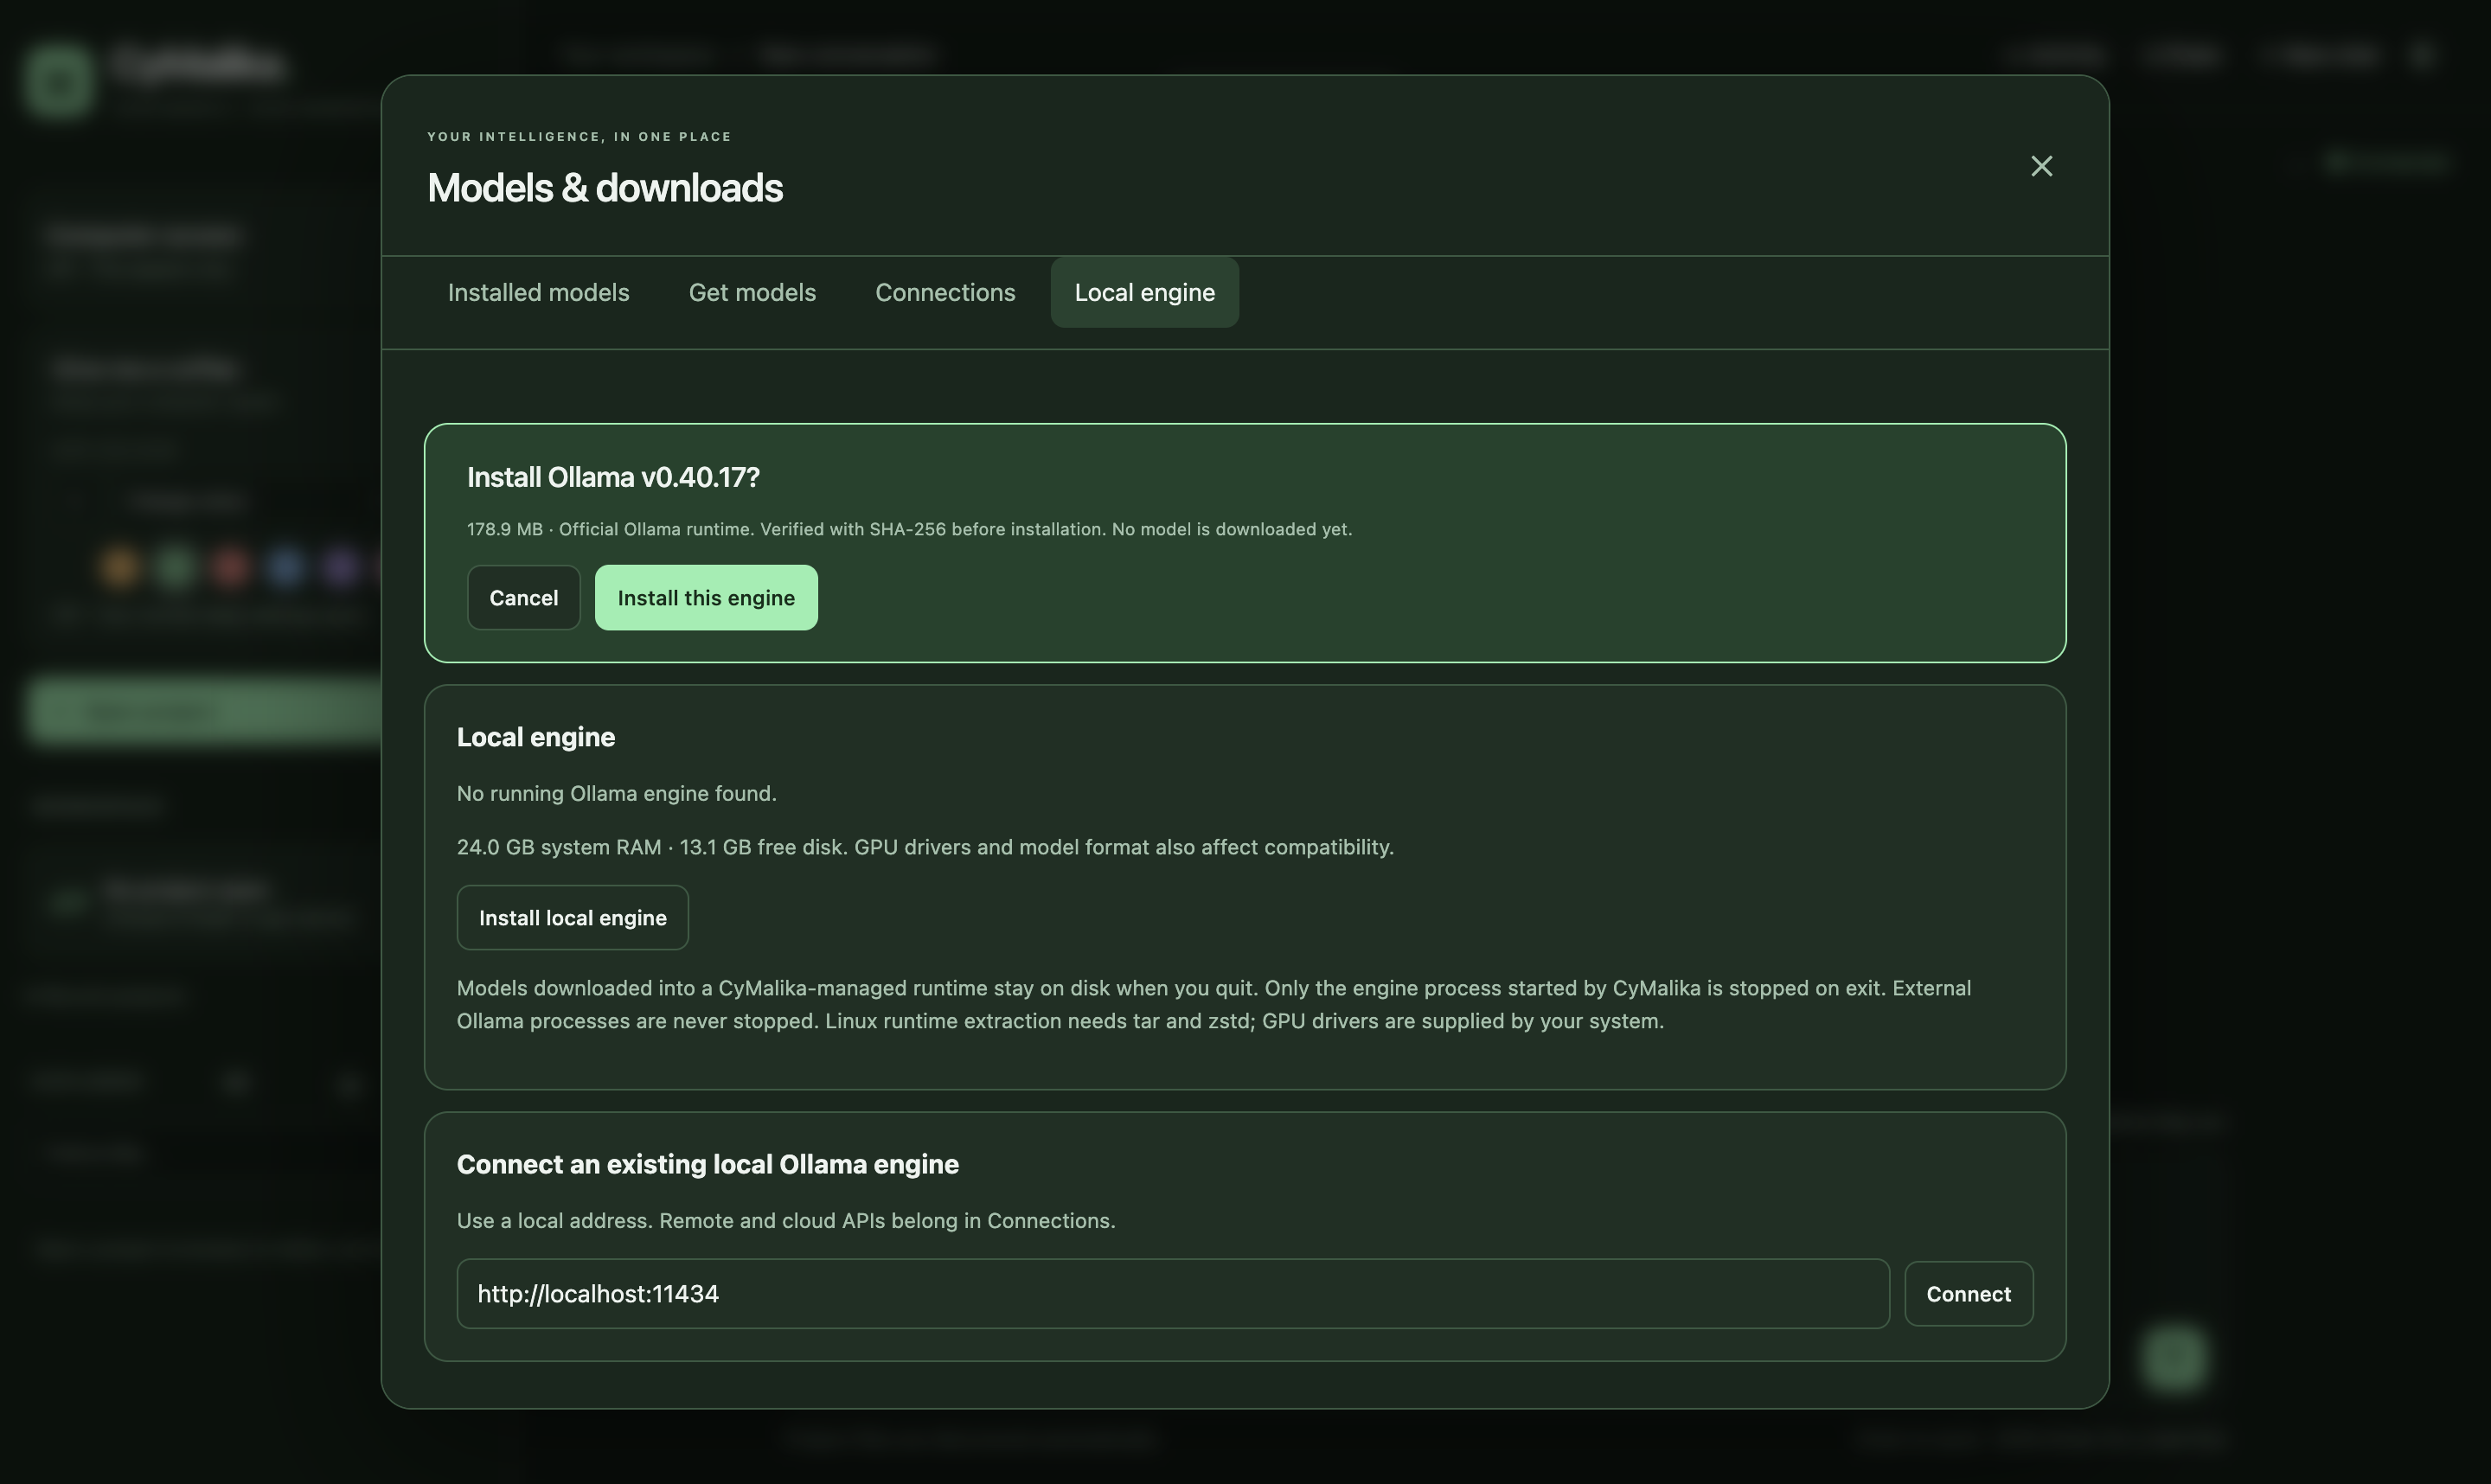 YOUR INTELLIGENCE, IN ONE PLACE
Models & downloads
Installed models
Get models
Connections
Local engine
Install Ollama v0.40.17?
178.9 MB · Official Ollama runtime. Verified with SHA-256 before installation. No model is downloaded yet.
Cancel
Install this engine
Local engine
No running Ollama engine found.
24.0 GB system RAM · 13.1 GB free disk. GPU drivers and model format also affect compatibility.
Install local engine
Models downloaded into a CyMalika-managed runtime stay on disk when you quit. Only the engine process started by CyMalika is stopped on exit. External
Ollama processes are never stopped. Linux runtime extraction needs tar and zstd; GPU drivers are supplied by your system.
Connect an existing local Ollama engine
Use a local address. Remote and cloud APIs belong in Connections.
http://localhost:11434
Connect